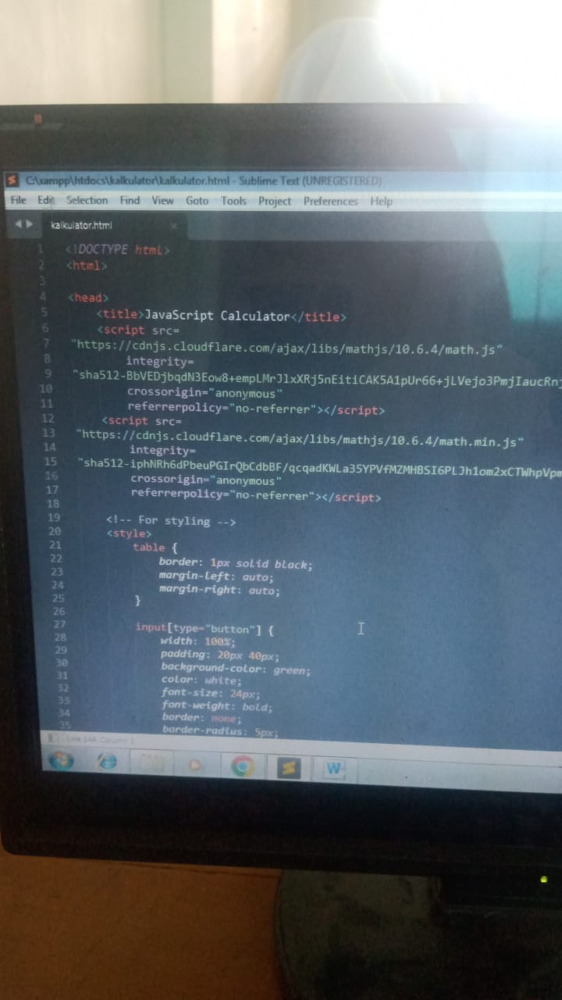 C:\xampp\htdocs\kalkulator\kalkulator.html - Sublime Text (UNREGISTERED)
File Edit Selection Find View Goto Tools Project Preferences Help
kalkulator.html ×
1 <!DOCTYPE html>
2 <html>
3
4 <head>
5 <title>JavaScript Calculator</title>
6 <script src=
7 "https://cdnjs.cloudflare.com/ajax/libs/mathjs/10.6.4/math.js"
8 integrity=
9 "sha512-BbVEDjbqdN3Eow8+empLMrJlxXRj5nEitiCAK5A1pUr66+jLVejo3PmjIaucRnj
10 crossorigin="anonymous"
11 referrerpolicy="no-referrer"></script>
12 <script src=
13 "https://cdnjs.cloudflare.com/ajax/libs/mathjs/10.6.4/math.min.js"
14 integrity=
15 "sha512-iphNRh6dPbeuPGIrQbCdbBF/qcqadKWLa35YPVfMZMHBSI6PLJh1om2xCTWhpVpm
16 crossorigin="anonymous"
17 referrerpolicy="no-referrer"></script>
18
19 <!-- For styling -->
20 <style>
21 table {
22 border: 1px solid black;
23 margin-left: auto;
24 margin-right: auto;
25 }
26
27 input[type="button"] {
28 width: 100%;
29 padding: 20px 40px;
30 background-color: green;
31 color: white;
32 font-size: 24px;
33 font-weight: bold;
34 border: none;
35 border-radius: 5px;
Line 144, Column 1
W